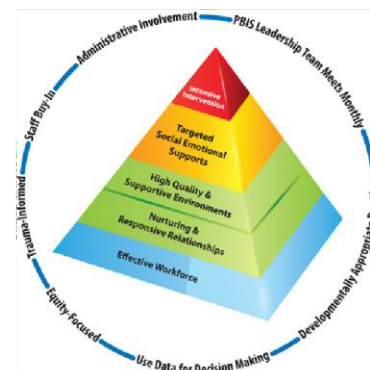 Administrative Involvement
PBIS Leadership Team Meets Monthly
Staff Buy-In
Trauma Informed
Equity-Focused
Use Data for Decision Making
Developmentally Appropriate
Intensive
Intervention
Targeted
Social Emotional
Supports
High Quality &
Supportive Environments
Nurturing &
Responsive Relationships
Effective Workforce